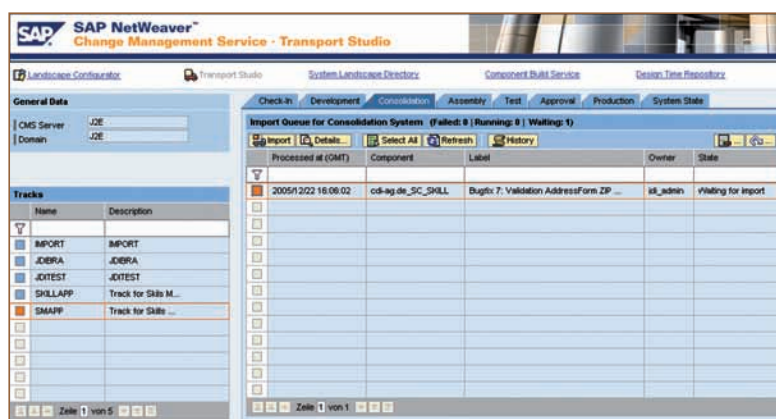 SAP
SAP NetWeaver™
Change Management Service - Transport Studio
Landscape Configurator
Transport Studio
System Landscape Directory
Component Build Service
Design Time Repository
General Data
CMS Server J2E
Domain J2E
Tracks
Name Description
IMPORT IMPORT
JDIBRA JDIBRA
JDITEST JDITEST
SKILLAPP Track for Skills M...
SMAPP Track for Skills ...
Zeile 1 von 5
Check-In Development Consolidation Assembly Test Approval Production System State
Import Queue for Consolidation System (Failed: 0 | Running: 0 | Waiting: 1)
Import Details... Select All Refresh History
Processed at (GMT) Component Label Owner State
2005/12/22 16:06:02 cdi-ag.de_SC_SKILL Bugfix 7: Validation AddressForm ZIP ... idi_admin Waiting for import
Zeile 1 von 1